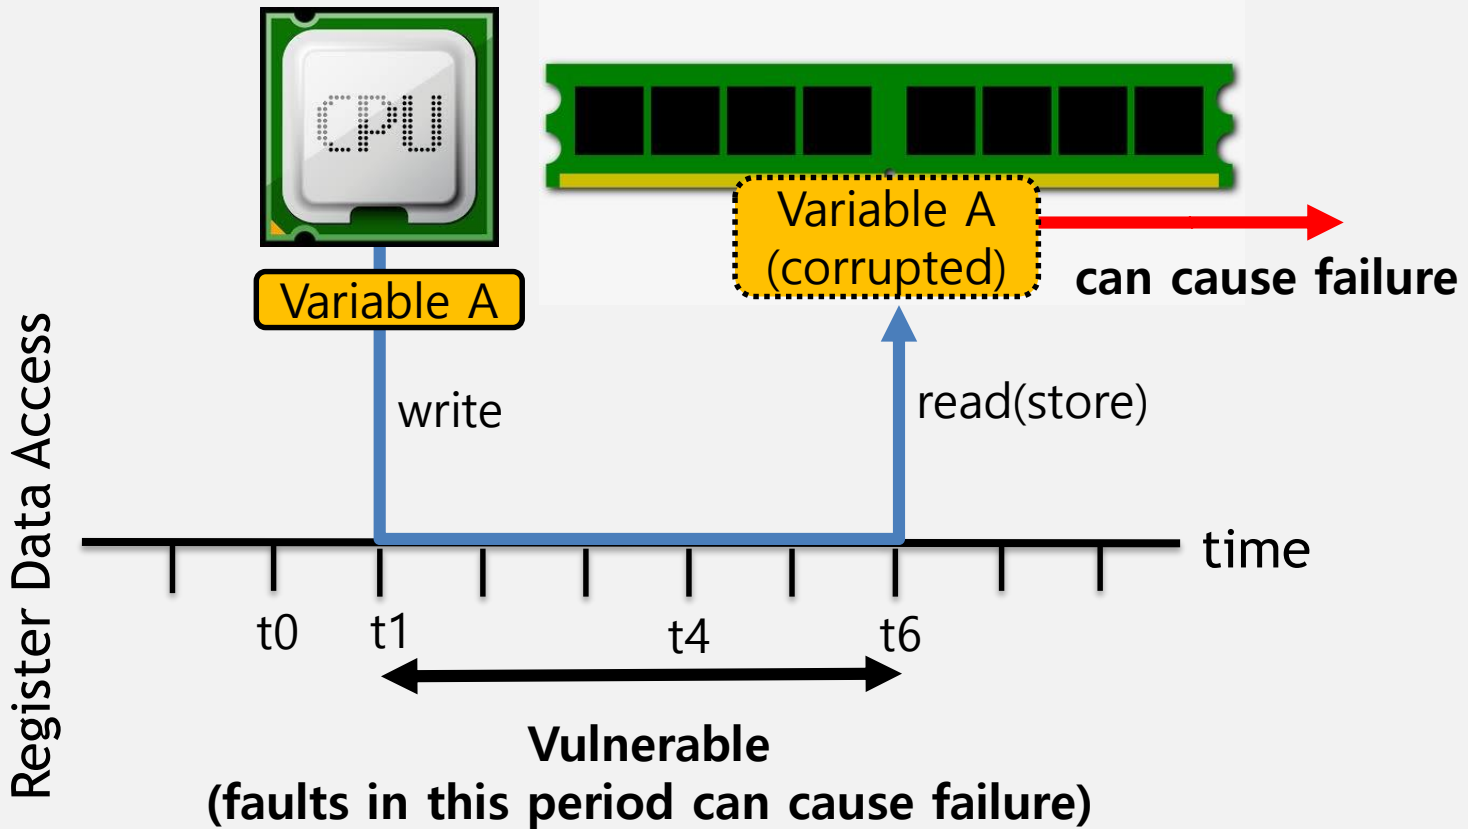 CPU
Variable A
Variable A
(corrupted)
can cause failure
write
read(store)
Register Data Access
time
t0
t1
t4
t6
Vulnerable
(faults in this period can cause failure)